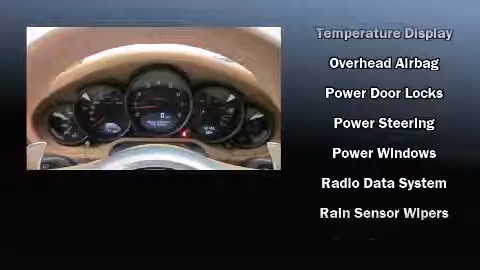 Temperature Display
Overhead Airbag
Power Door Locks
Power Steering
Power Windows
Radio Data System
Rain Sensor Wipers